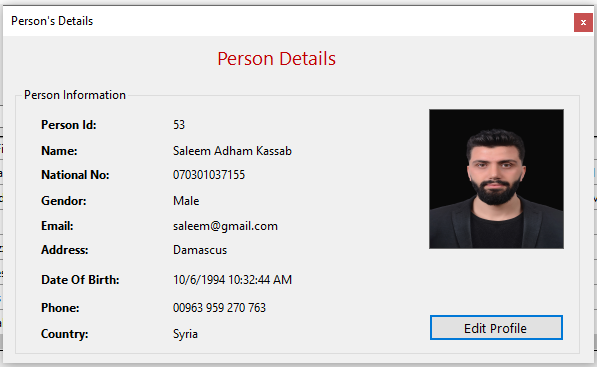 Person's Details
x
Person Details
Person Information
Person Id: 53
Name: Saleem Adham Kassab
National No: 070301037155
Gendor: Male
Email: saleem@gmail.com
Address: Damascus
Date Of Birth: 10/6/1994 10:32:44 AM
Phone: 00963 959 270 763
Country: Syria
Edit Profile